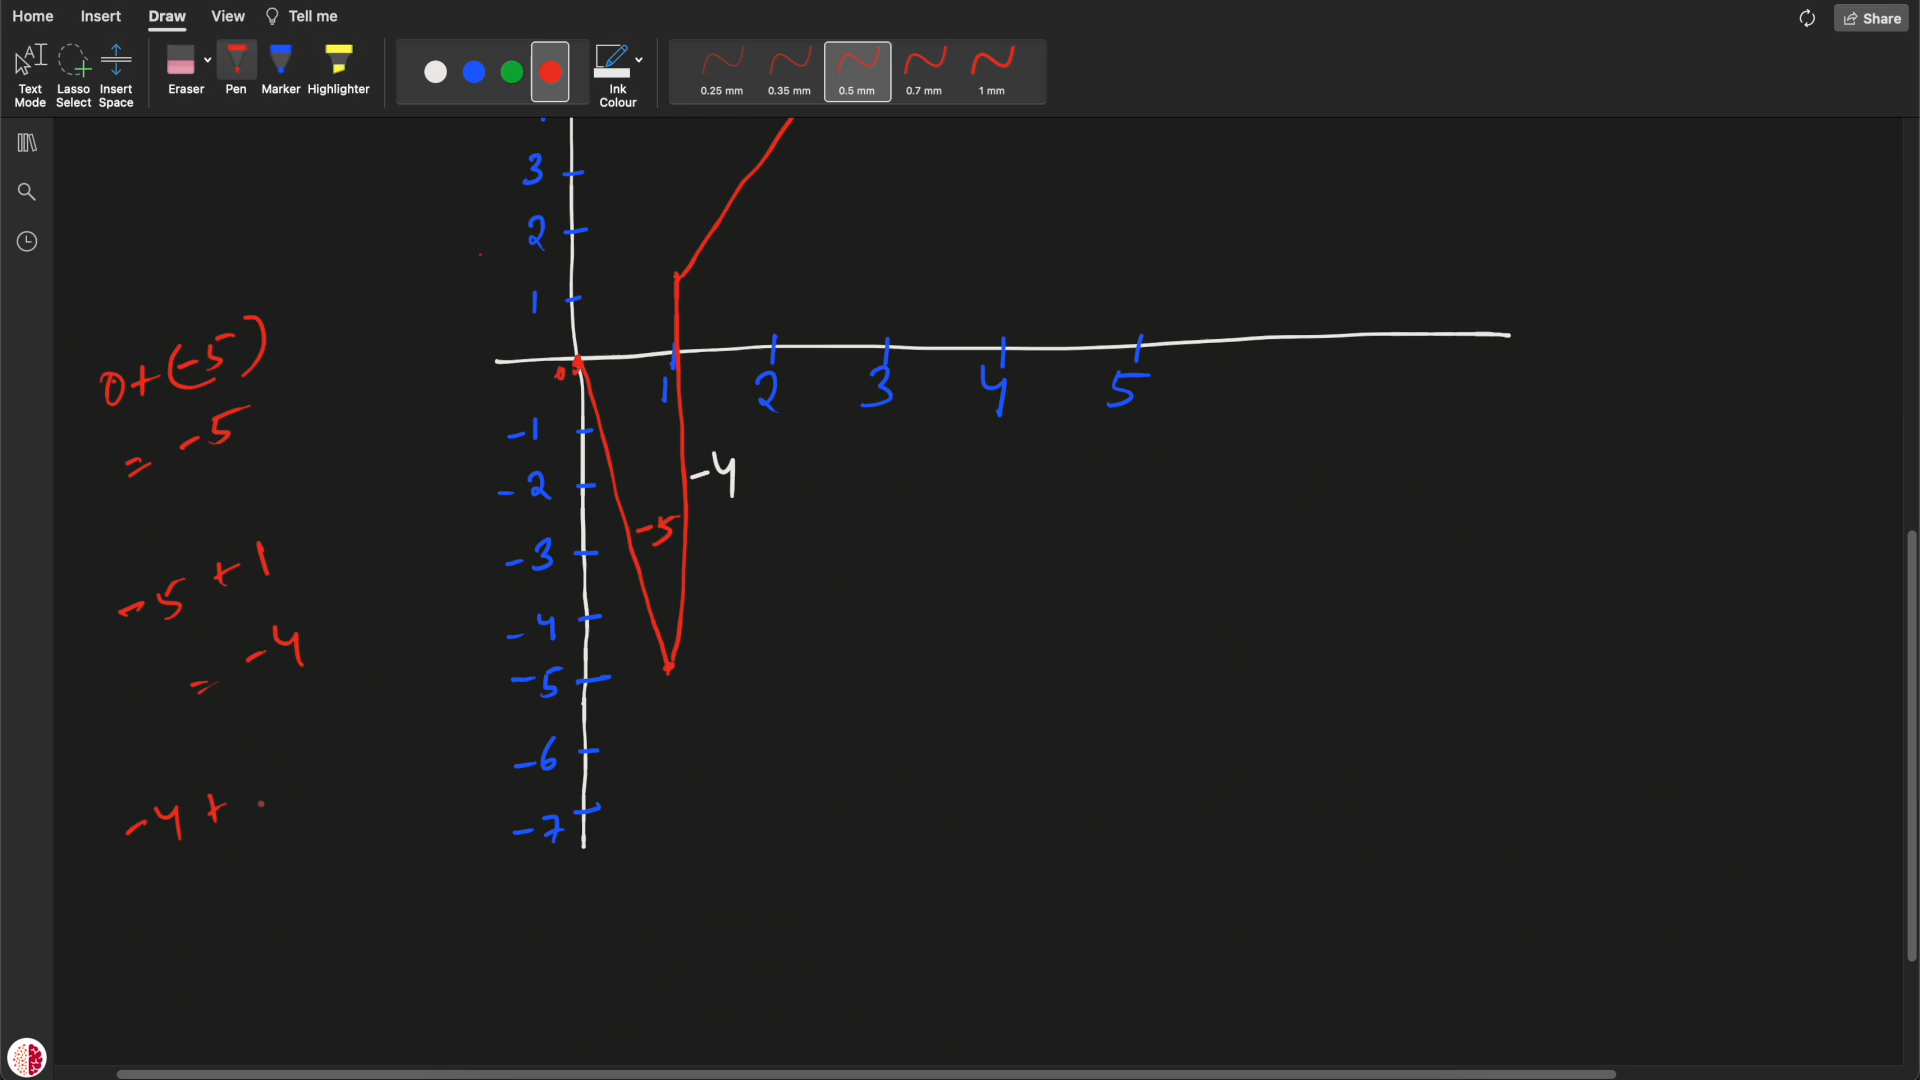 Home Insert Draw View Tell me
Share
Text Mode
Lasso Select
Insert Space
Eraser
Pen
Marker
Highlighter
Ink Colour
0.25 mm
0.35 mm
0.5 mm
0.7 mm
1 mm
3
2
1
0
1 2 3 4 5
-1
-2
-3
-4
-5
-6
-7
-4
-5
0+(-5)
= -5
-5 + 1
= -4
-4 +